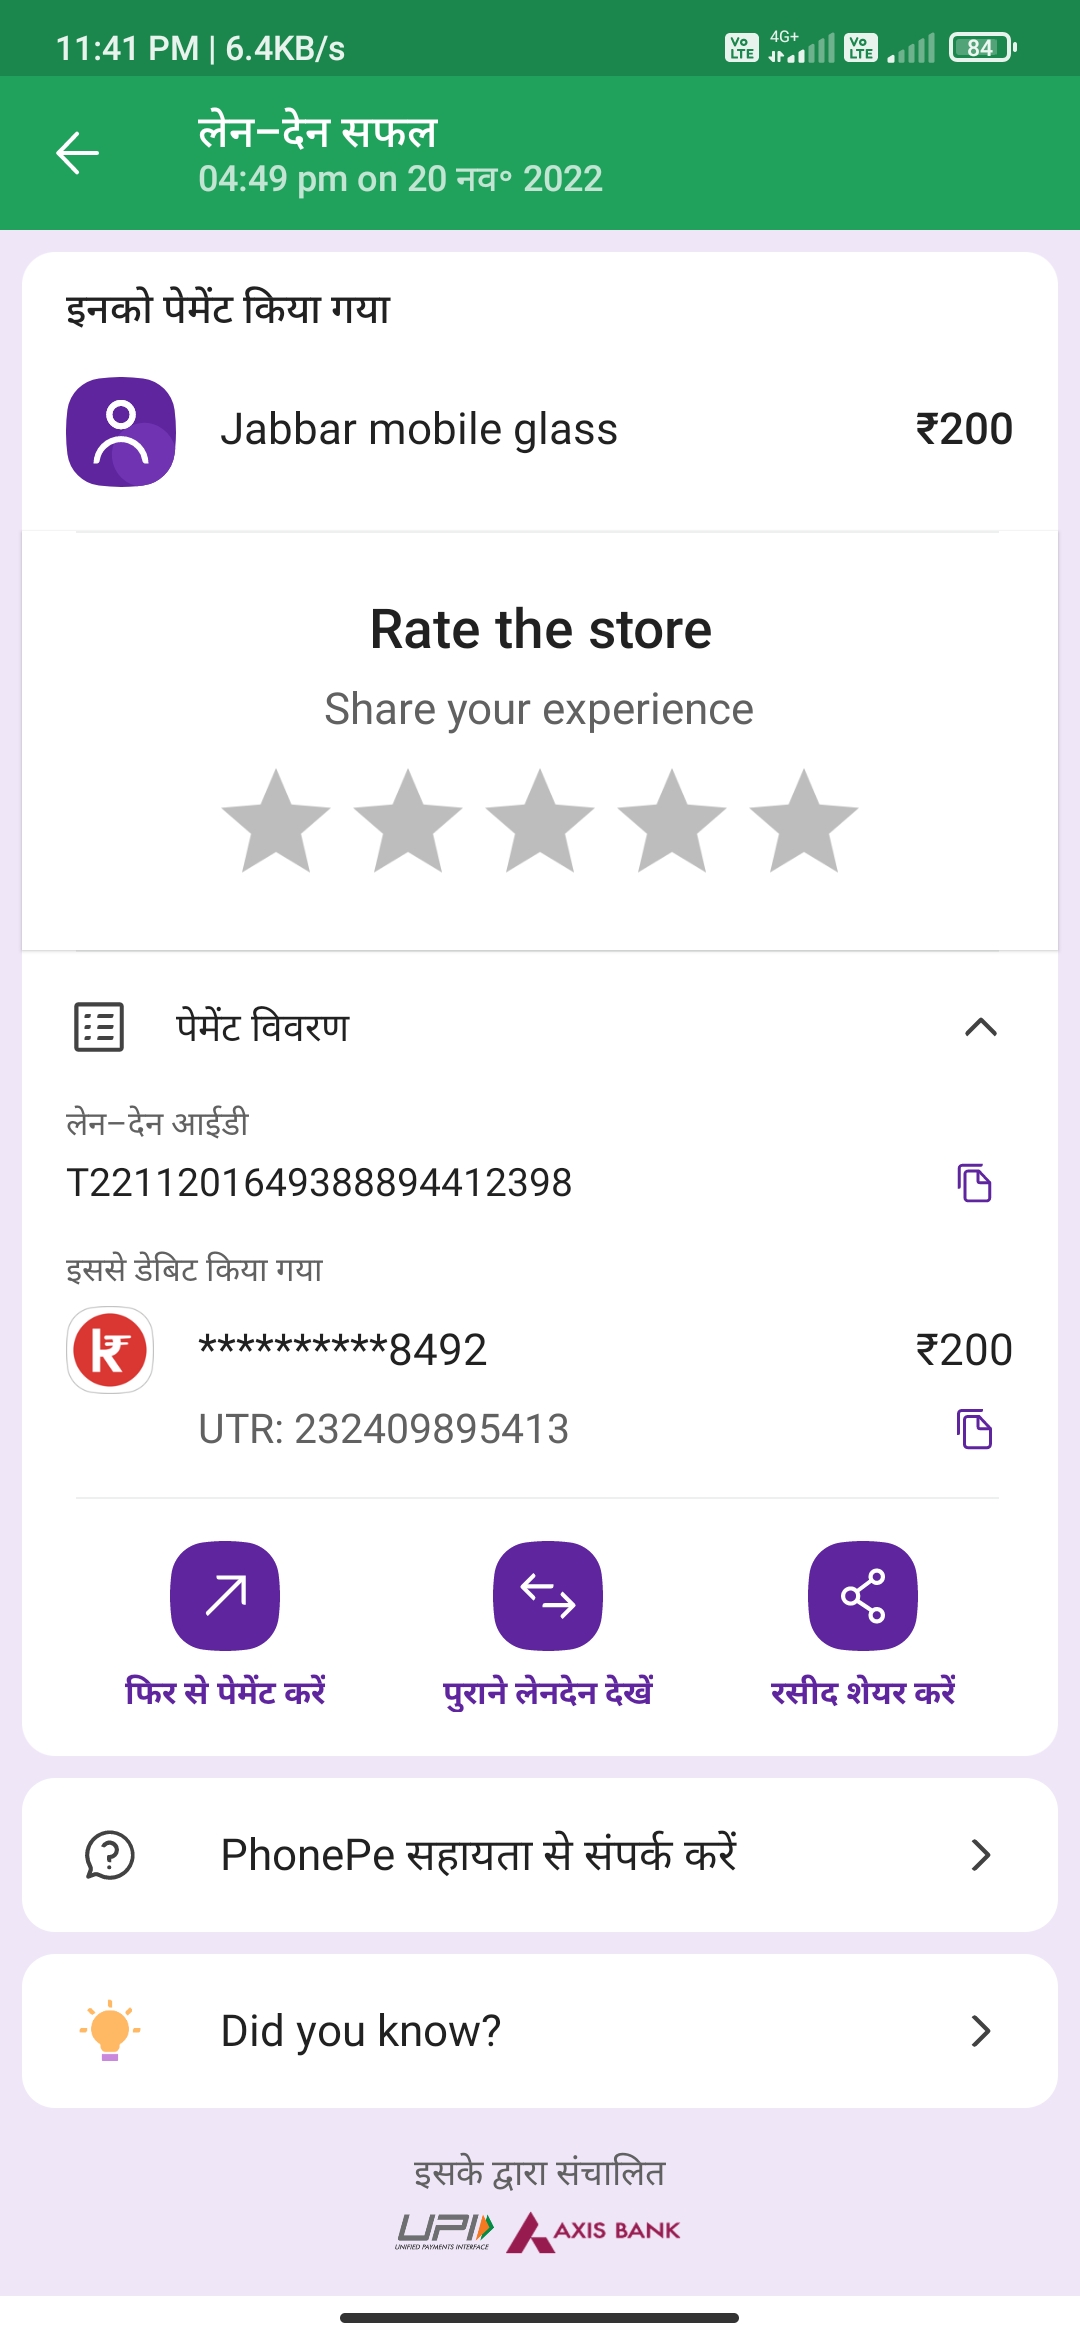 11:41 PM | 6.4KB/s Vo LTE 4G+ Vo LTE 84
लेन-देन सफल
04:49 pm on 20 नव॰ 2022
इनको पेमेंट किया गया
Jabbar mobile glass ₹200
Rate the store
Share your experience
पेमेंट विवरण
लेन-देन आईडी
T2211201649388894412398
इससे डेबिट किया गया
**********8492 ₹200
UTR: 232409895413
फिर से पेमेंट करें पुराने लेनदेन देखें रसीद शेयर करें
PhonePe सहायता से संपर्क करें
Did you know?
इसके द्वारा संचालित
UPI AXIS BANK
UNIFIED PAYMENTS INTERFACE